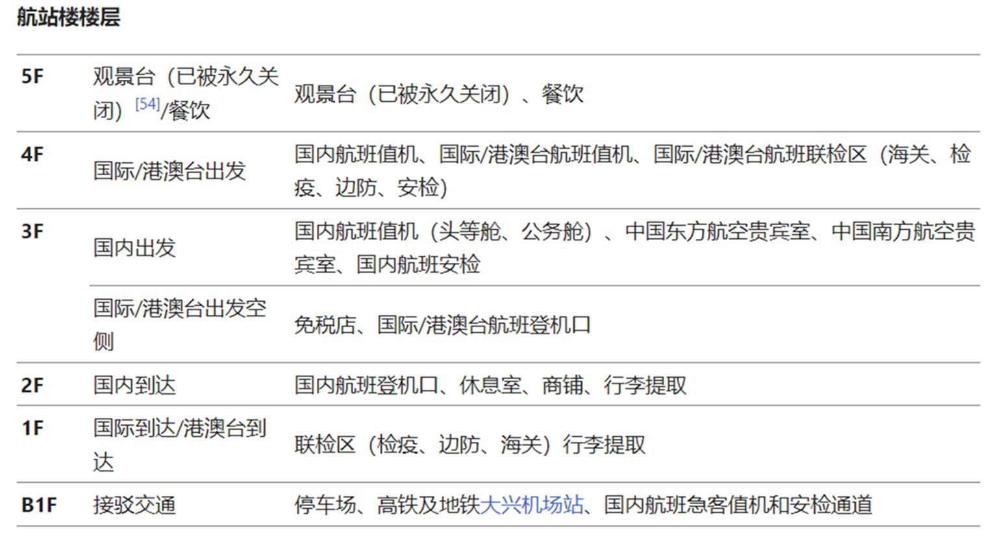 航站楼楼层
5F
观景台（已被永久关
闭）[54]/餐饮
观景台（已被永久关闭）、餐饮
4F
国际/港澳台出发
国内航班值机、国际/港澳台航班值机、国际/港澳台航班联检区（海关、检
疫、边防、安检）
3F
国内出发
国内航班值机（头等舱、公务舱）、中国东方航空贵宾室、中国南方航空贵
宾室、国内航班安检
国际/港澳台出发空
侧
免税店、国际/港澳台航班登机口
2F
国内到达
国内航班登机口、休息室、商铺、行李提取
1F
国际到达/港澳台到
达
联检区（检疫、边防、海关）行李提取
B1F
接驳交通
停车场、高铁及地铁大兴机场站、国内航班急客值机和安检通道